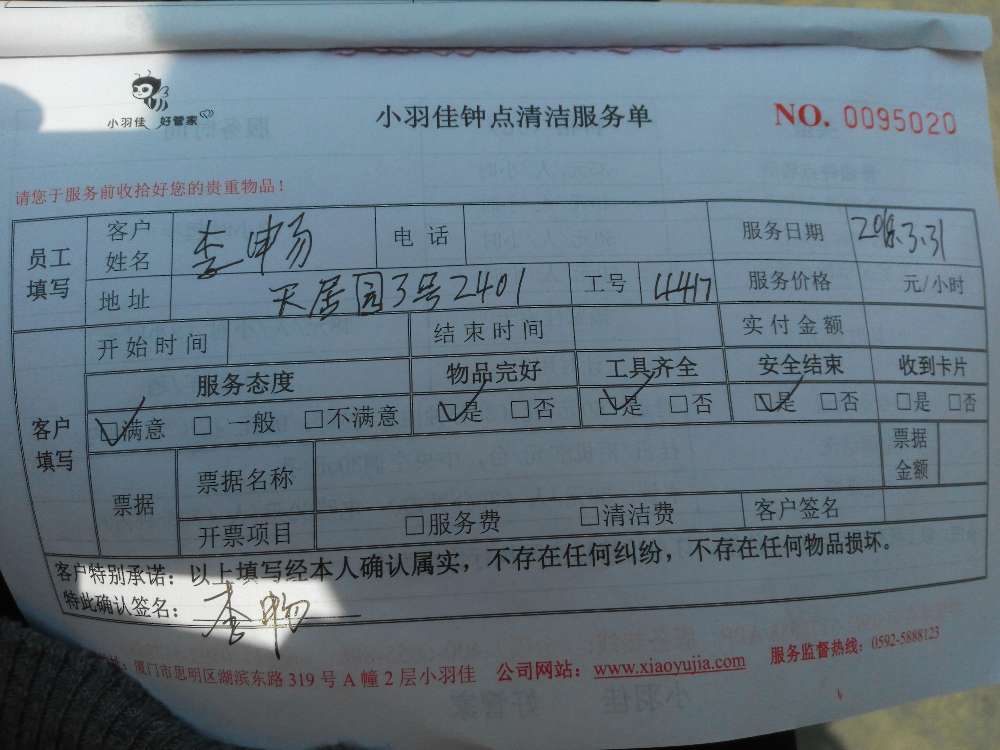 小羽佳 好管家
小羽佳钟点清洁服务单
NO. 0095020
请您于服务前收拾好您的贵重物品！
员工填写 客户姓名 李畅 电话 服务日期 2018.3.31
地址 天居园3号2401 工号 4417 服务价格 元/小时
客户填写 开始时间 结束时间 实付金额
服务态度 物品完好 工具齐全 安全结束 收到卡片
☑满意 □一般 □不满意 ☑是 □否 ☑是 □否 ☑是 □否 □是 □否
票据 票据名称 票据金额
开票项目 □服务费 □清洁费 客户签名
客户特别承诺：以上填写经本人确认属实，不存在任何纠纷，不存在任何物品损坏。
特此确认签名：李畅
厦门市思明区湖滨东路319号A幢2层小羽佳 公司网站：www.xiaoyujia.com 服务监督热线：0592-5888123